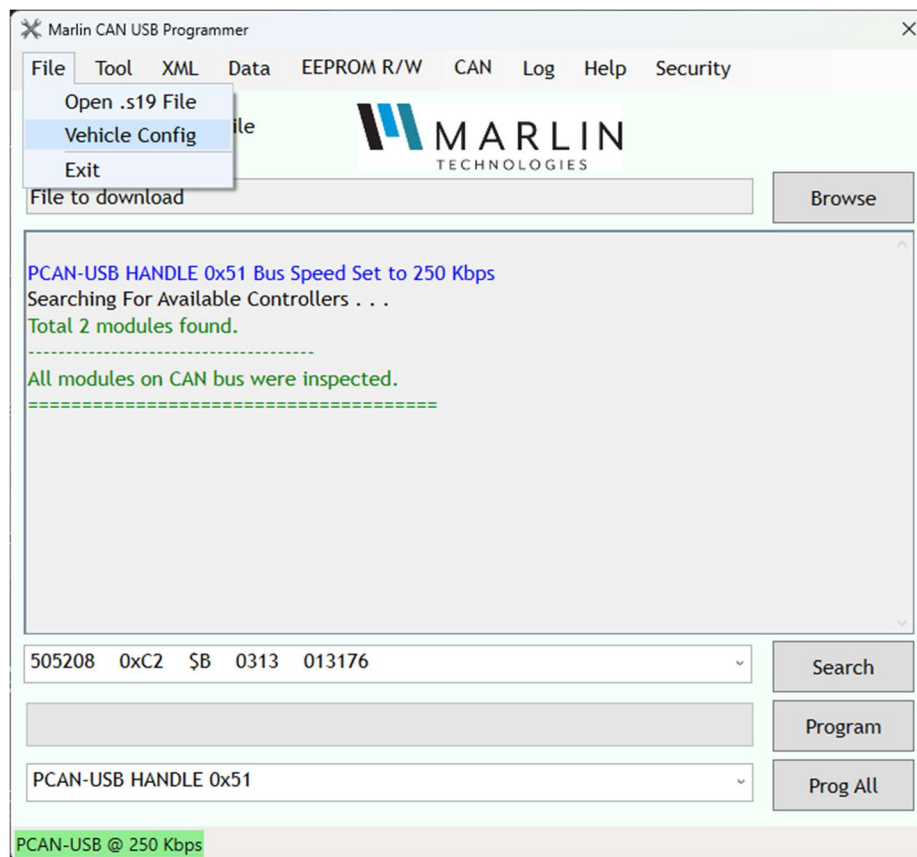 Marlin CAN USB Programmer
File Tool XML Data EEPROM R/W CAN Log Help Security
Open .s19 File
Vehicle Config
Exit
ile
MARLIN
TECHNOLOGIES
File to download
Browse
PCAN-USB HANDLE 0x51 Bus Speed Set to 250 Kbps
Searching For Available Controllers . . .
Total 2 modules found.
-------------------------------------
All modules on CAN bus were inspected.
======================================
505208 0xC2 $B 0313 013176
Search
Program
PCAN-USB HANDLE 0x51
Prog All
PCAN-USB @ 250 Kbps